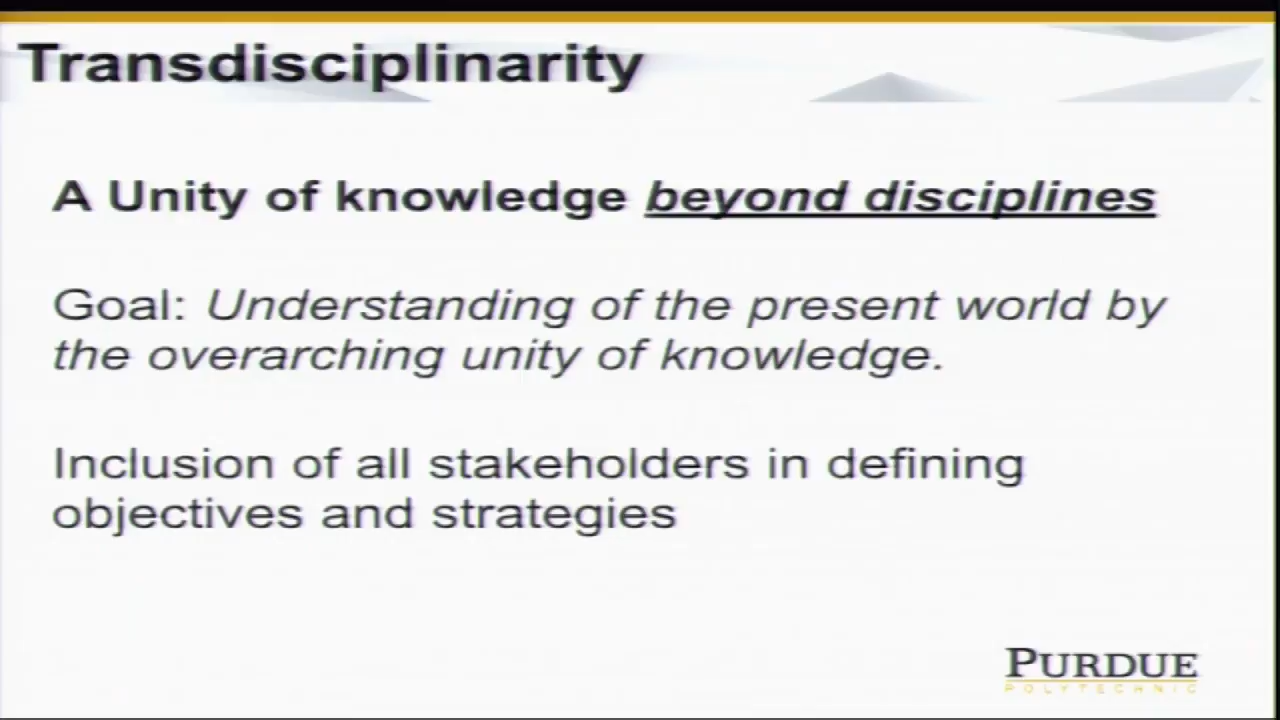 Transdisciplinarity
A Unity of knowledge beyond disciplines
Goal: Understanding of the present world by
the overarching unity of knowledge.
Inclusion of all stakeholders in defining
objectives and strategies
PURDUE
POLYTECHNIC